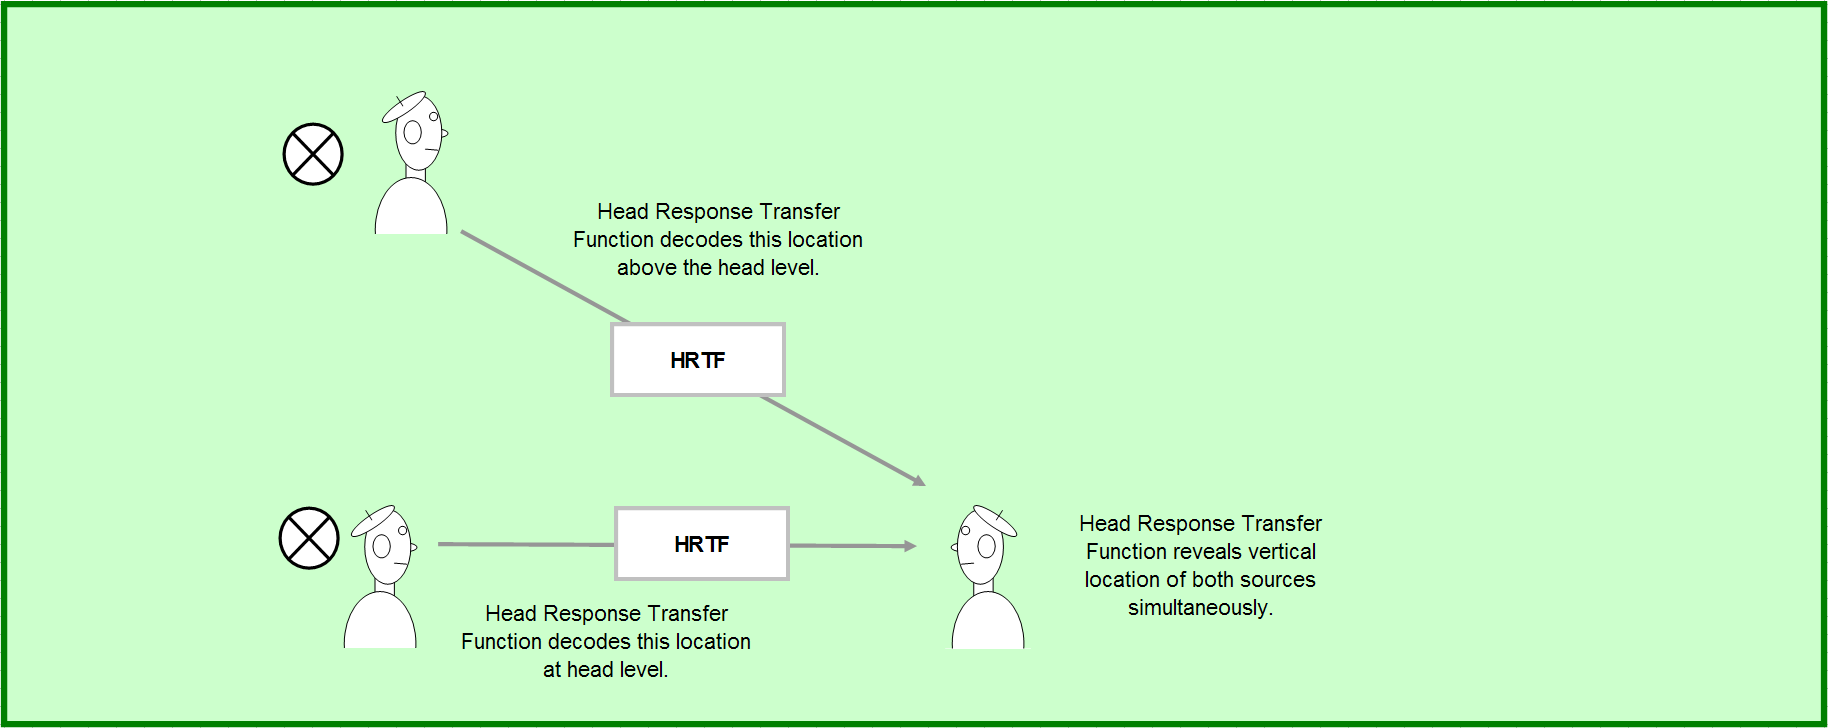 Head Response Transfer
Function decodes this location
above the head level.
HRTF
HRTF
Head Response Transfer
Function decodes this location
at head level.
Head Response Transfer
Function reveals vertical
location of both sources
simultaneously.